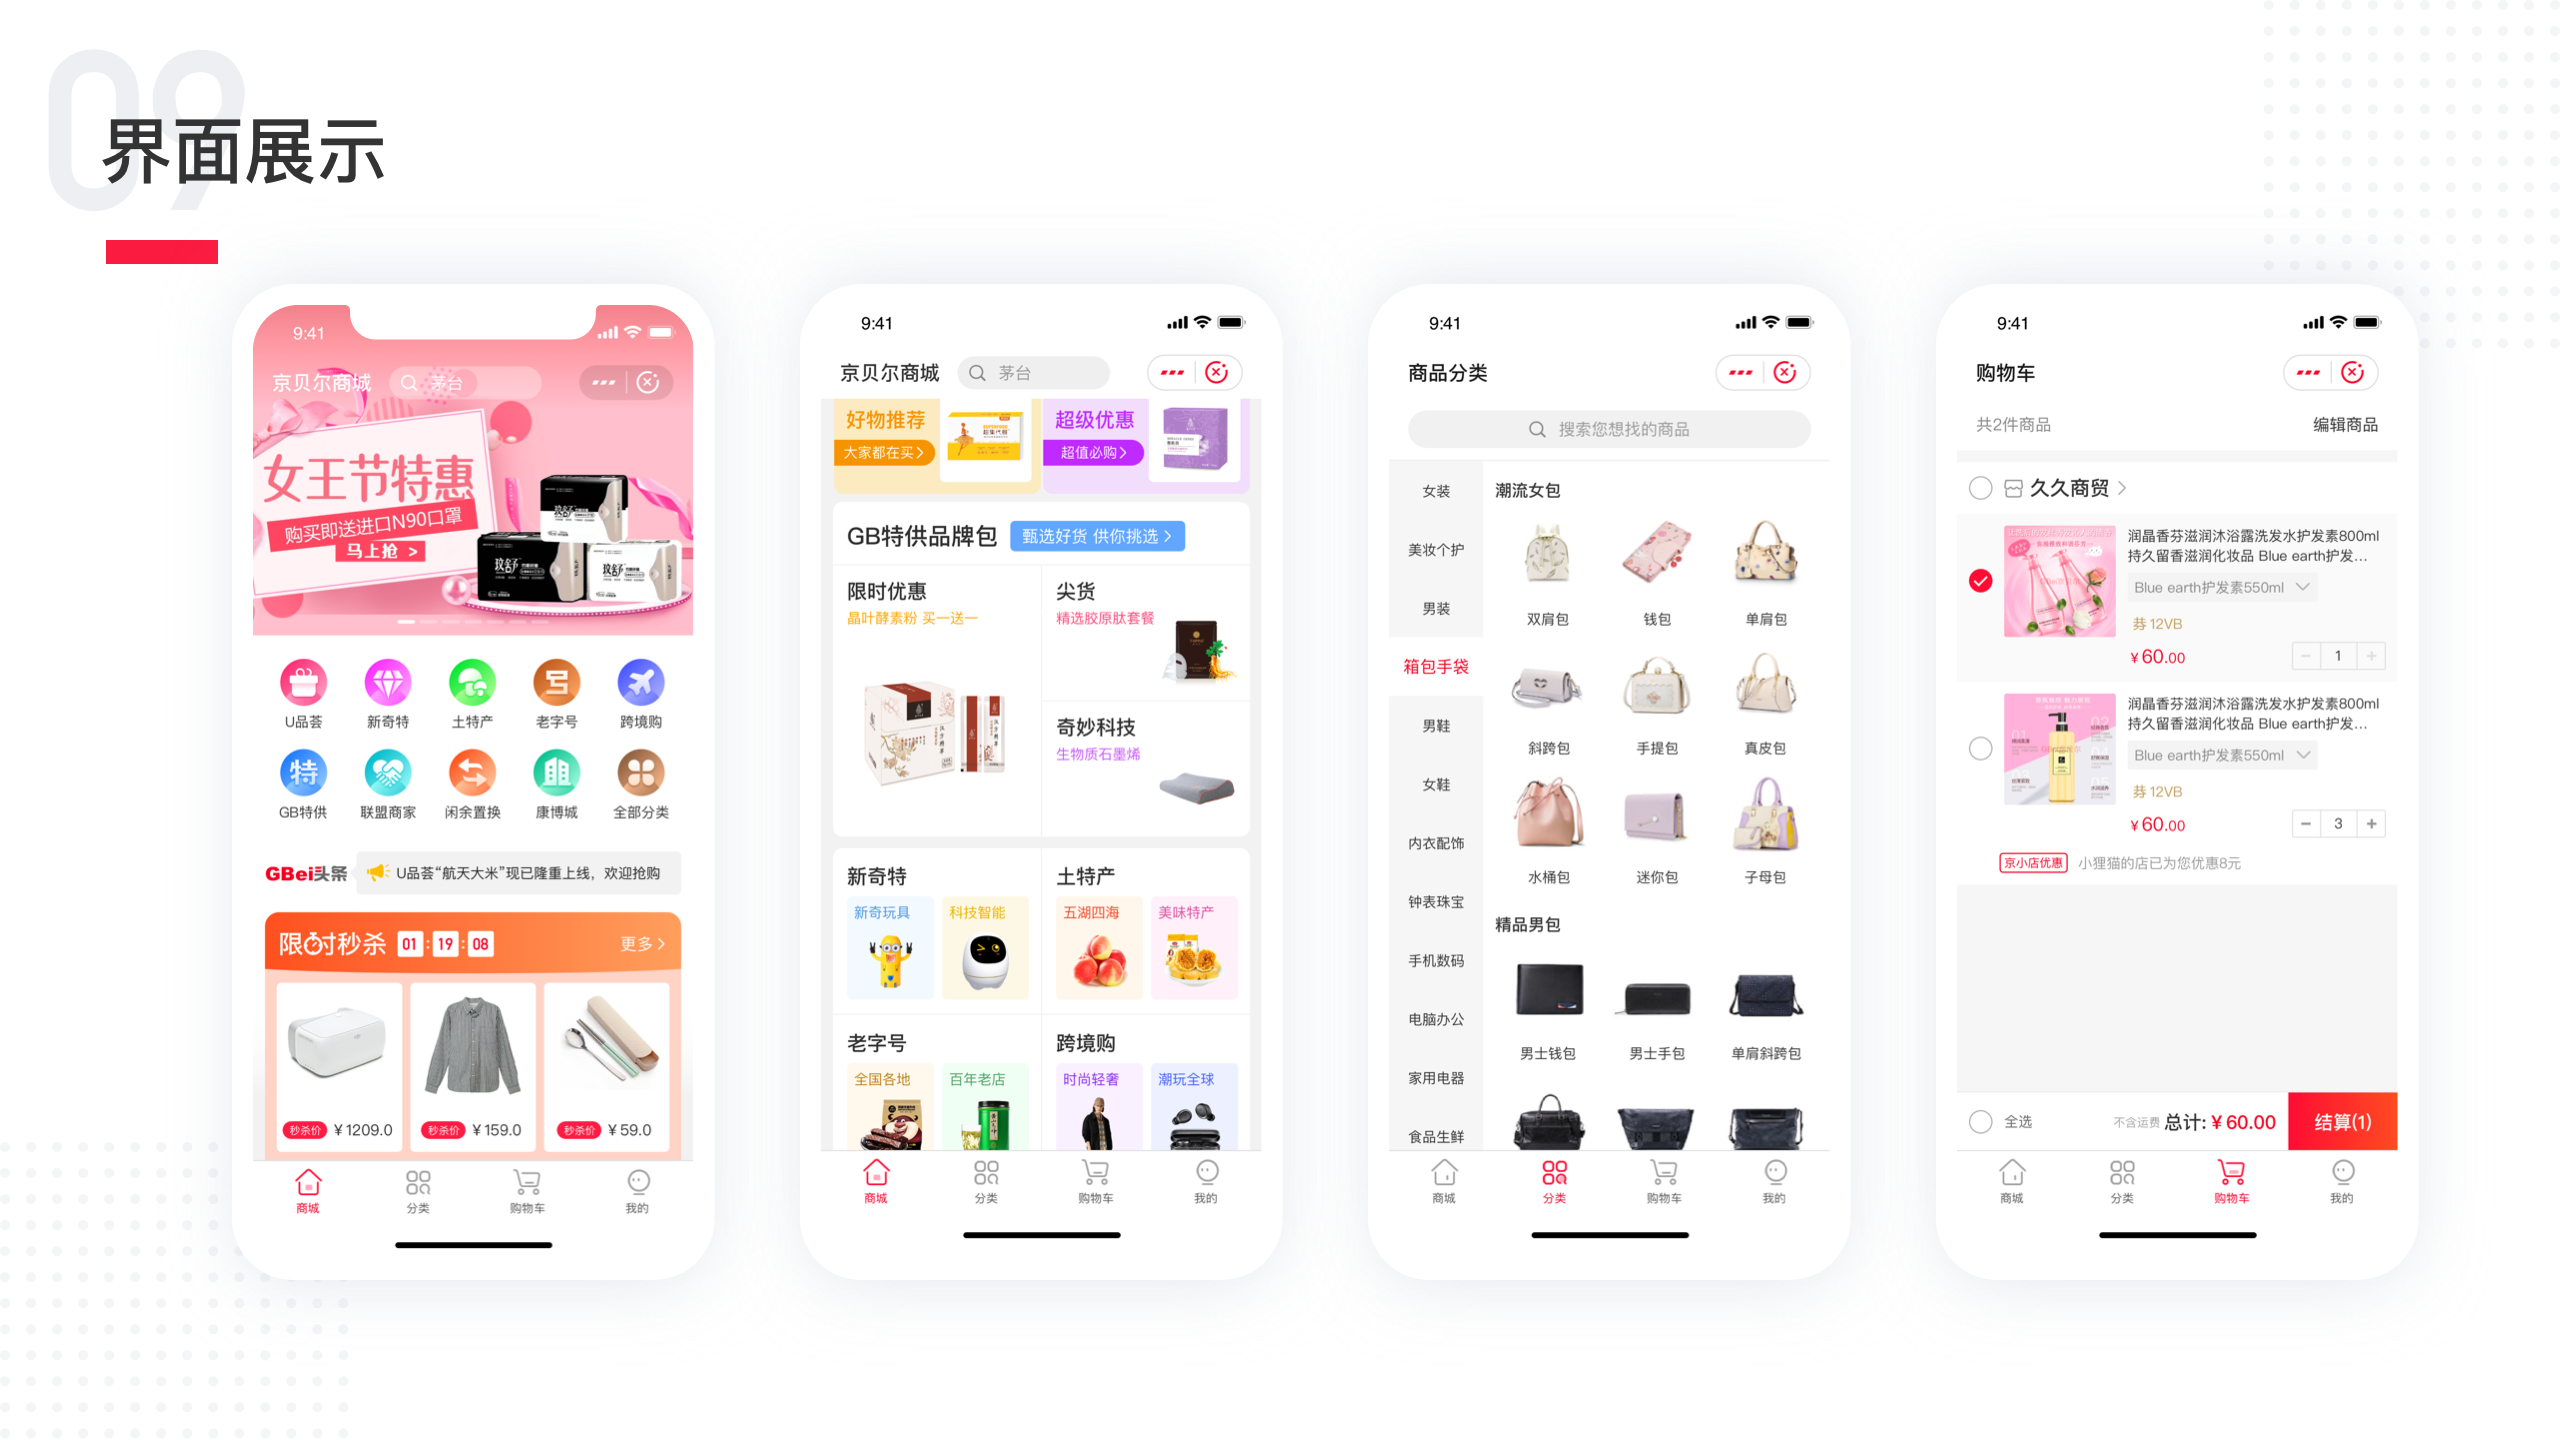 09
界面展示
9:41
京贝尔商城
茅台
女王节特惠
购买即送进口N90口罩
马上抢 >
U品荟
新奇特
土特产
老字号
跨境购
特
GB特供
联盟商家
闲余置换
康博城
全部分类
GBei头条
U品荟“航天大米”现已隆重上线，欢迎抢购
限时秒杀 01 : 19 : 08
更多
秒杀价 ¥1209.0
秒杀价 ¥159.0
秒杀价 ¥59.0
商城
分类
购物车
我的
9:41
京贝尔商城
茅台
好物推荐
大家都在买
超级优惠
超值必购
GB特供品牌包
甄选好货 供你挑选
限时优惠
晶叶酵素粉 买一送一
尖货
精选胶原肽套餐
奇妙科技
生物质石墨烯
新奇特
新奇玩具
科技智能
土特产
五湖四海
美味特产
老字号
全国各地
百年老店
跨境购
时尚轻奢
潮玩全球
商城
分类
购物车
我的
9:41
商品分类
搜索您想找的商品
女装
美妆个护
男装
箱包手袋
男鞋
女鞋
内衣配饰
钟表珠宝
手机数码
电脑办公
家用电器
食品生鲜
潮流女包
双肩包
钱包
单肩包
斜跨包
手提包
真皮包
水桶包
迷你包
子母包
精品男包
男士钱包
男士手包
单肩斜跨包
商城
分类
购物车
我的
9:41
购物车
共2件商品
编辑商品
久久商贸
润晶香芬滋润沐浴露洗发水护发素800ml
持久留香滋润化妆品 Blue earth护发...
Blue earth护发素550ml
券 12VB
¥60.00
1
润晶香芬滋润沐浴露洗发水护发素800ml
持久留香滋润化妆品 Blue earth护发...
Blue earth护发素550ml
券 12VB
¥60.00
3
京小店优惠
小狸猫的店已为您优惠8元
全选
不含运费 总计: ¥60.00
结算(1)
商城
分类
购物车
我的